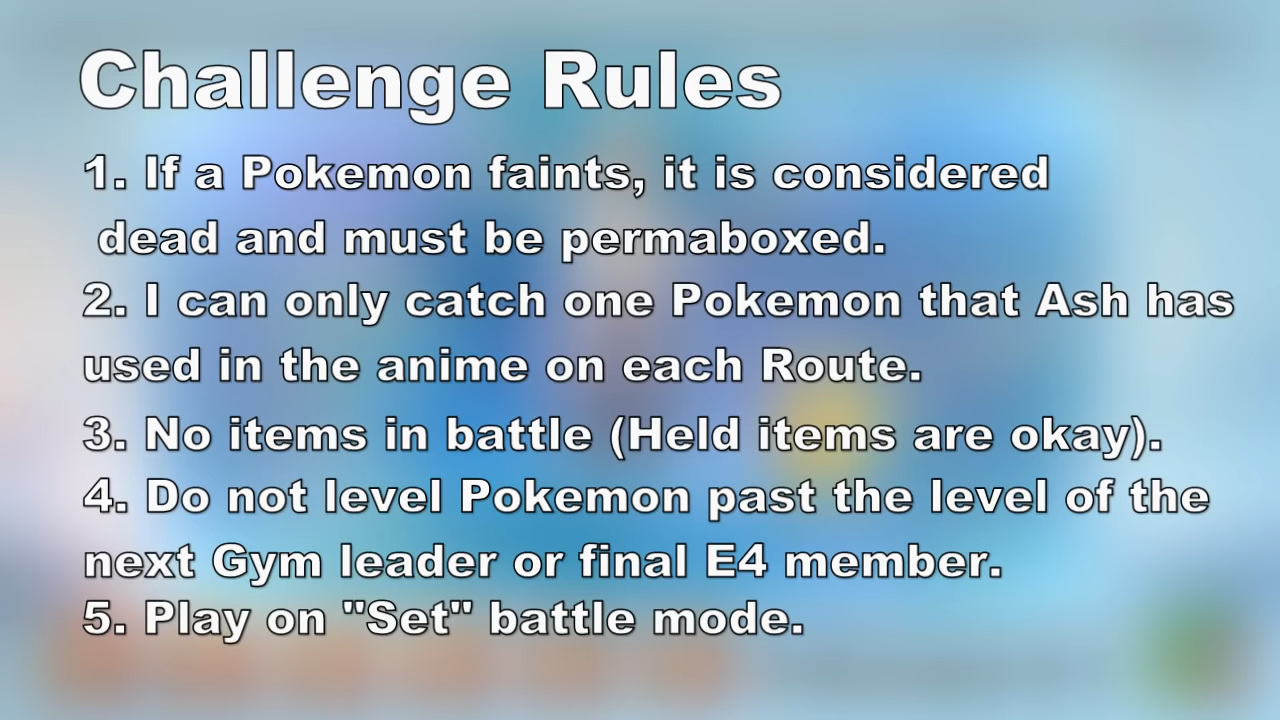 Challenge Rules
1. If a Pokemon faints, it is considered
dead and must be permaboxed.
2. I can only catch one Pokemon that Ash has
used in the anime on each Route.
3. No items in battle (Held items are okay).
4. Do not level Pokemon past the level of the
next Gym leader or final E4 member.
5. Play on "Set" battle mode.